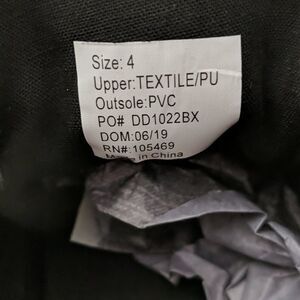 Size: 4
Upper:TEXTILE/PU
Outsole:PVC
PO# DD1022BX
DOM:06/19
RN#:105469
Made in China